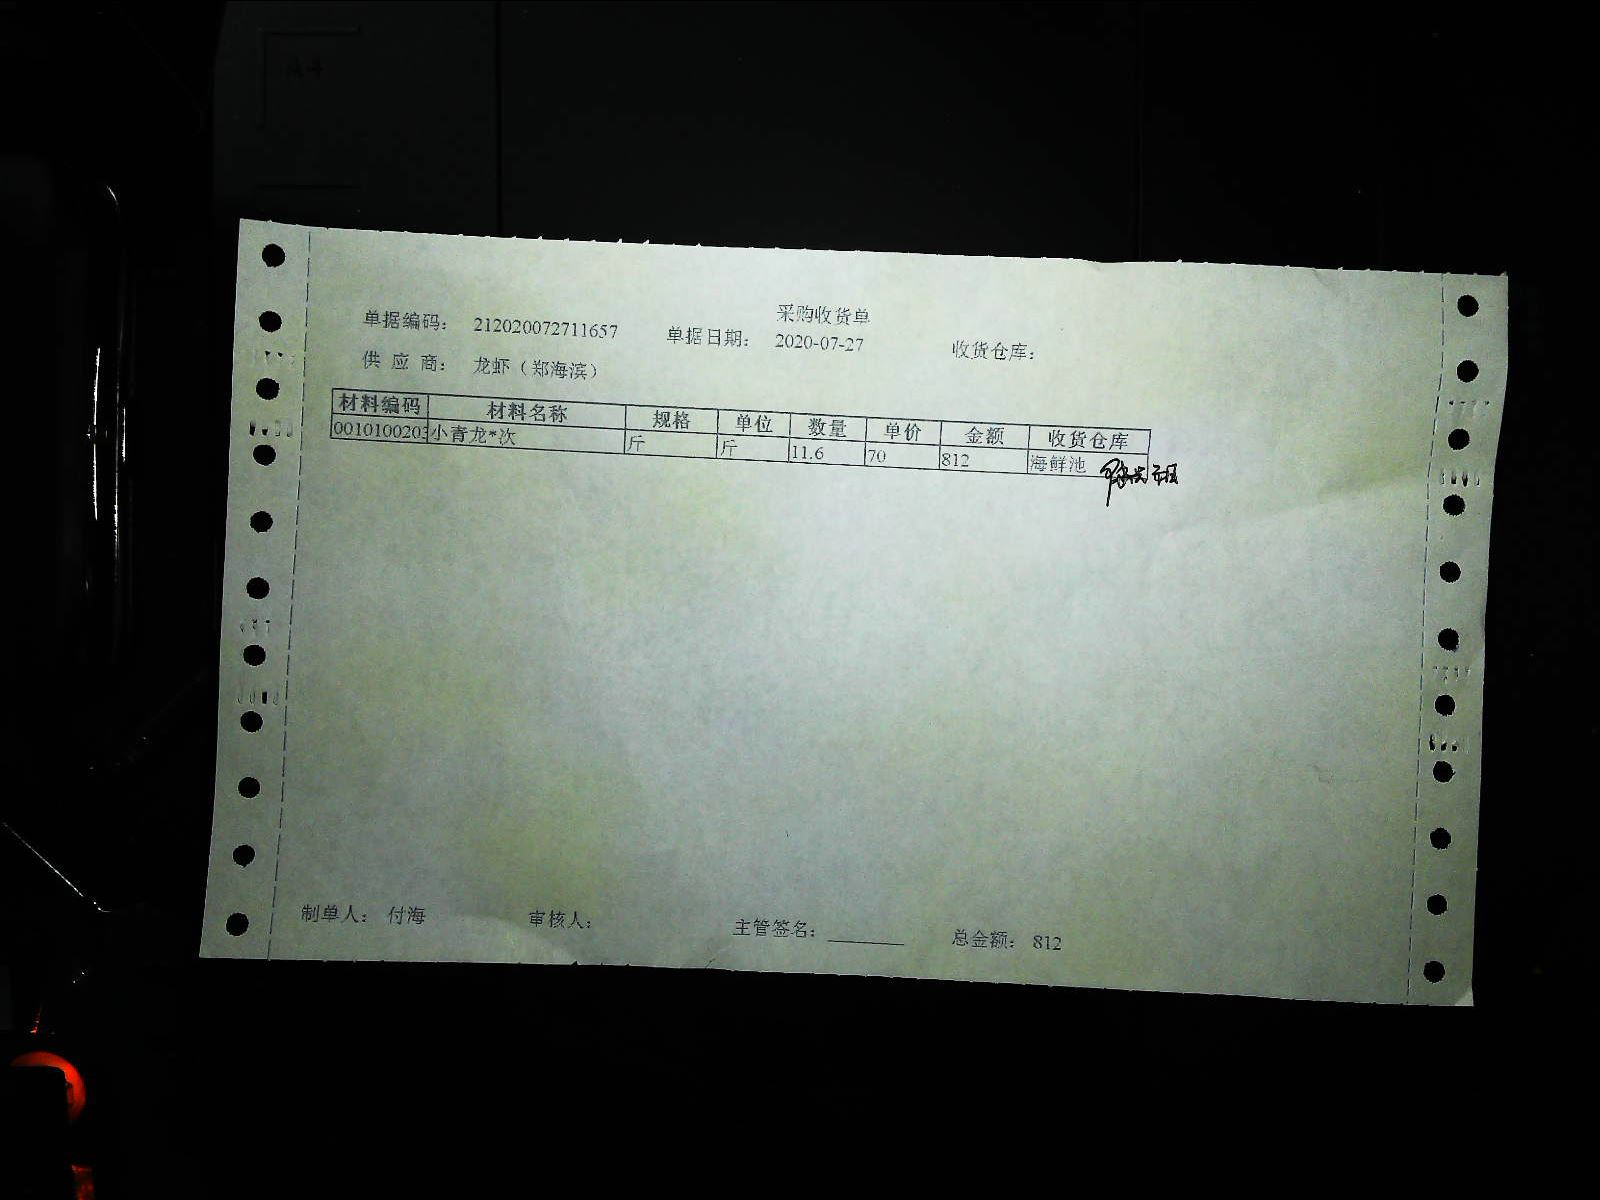 A4
采购收货单
单据编码： 212020072711657 单据日期： 2020-07-27 收货仓库：
供 应 商： 龙虾（郑海滨）
材料编码 材料名称 规格 单位 数量 单价 金额 收货仓库
0010100203 小青龙*次 斤 斤 11.6 70 812 海鲜池
制单人： 付海 审核人： 主管签名： 总金额： 812